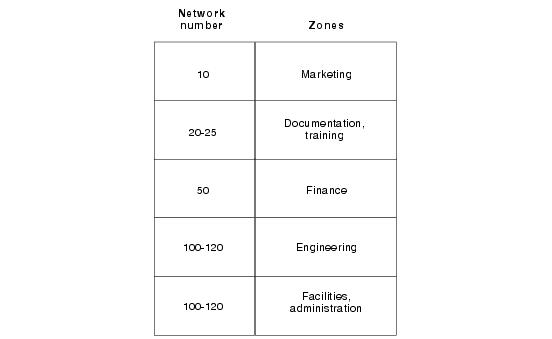 Network
number
Zones
10
Marketing
20-25
Documentation,
training
50
Finance
100-120
Engineering
100-120
Facilities,
administration